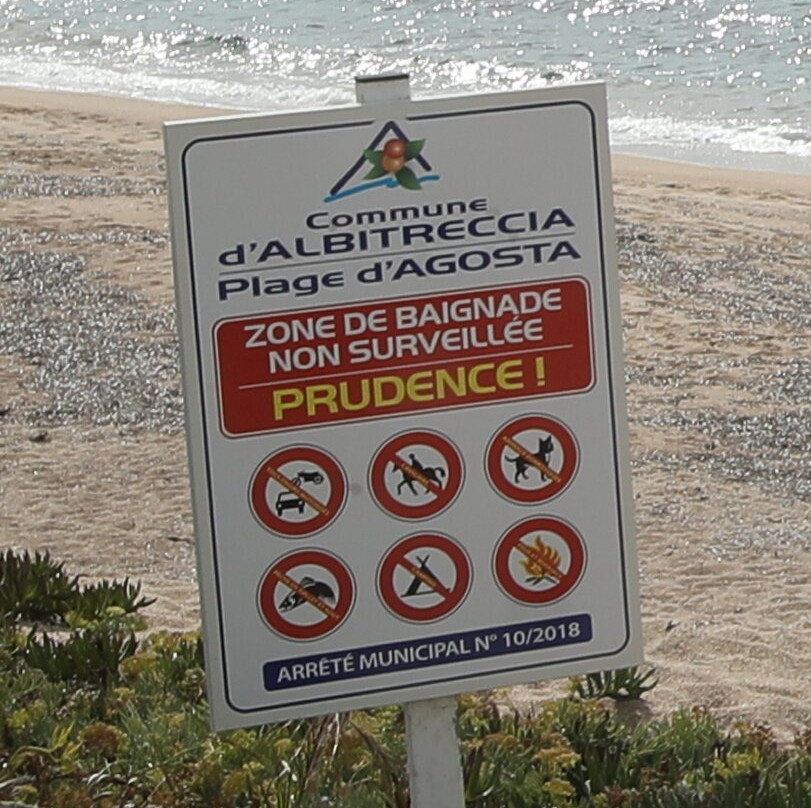 Commune
d'ALBITRECCIA
Plage d'AGOSTA
ZONE DE BAIGNADE
NON SURVEILLÉE
PRUDENCE !
ARRÊTÉ MUNICIPAL N° 10/2018